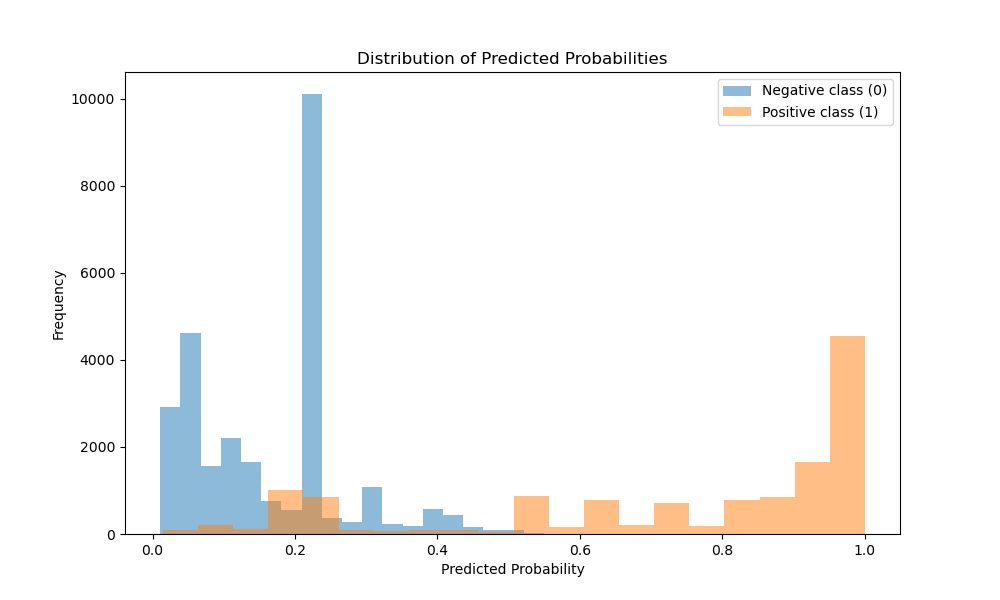 Distribution of Predicted Probabilities
Negative class (0)
Positive class (1)
10000
8000
6000
4000
2000
0
Frequency
0.0 0.2 0.4 0.6 0.8 1.0
Predicted Probability